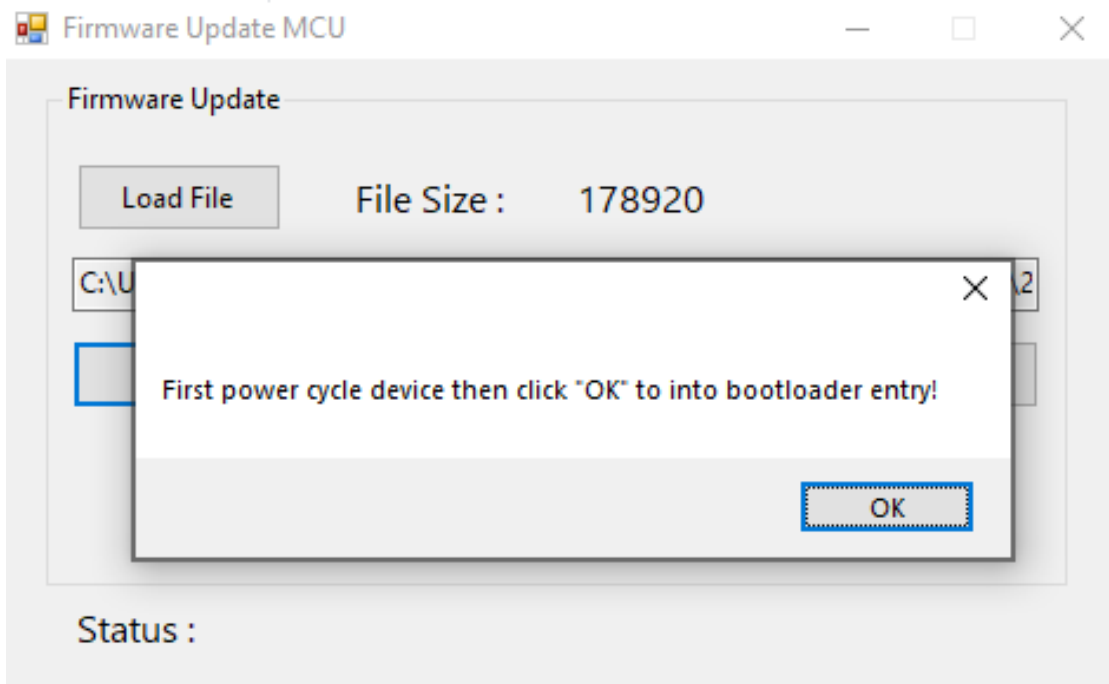 Firmware Update MCU
Firmware Update
Load File
File Size :
178920
C:\U
\2
First power cycle device then click "OK" to into bootloader entry!
OK
Status :